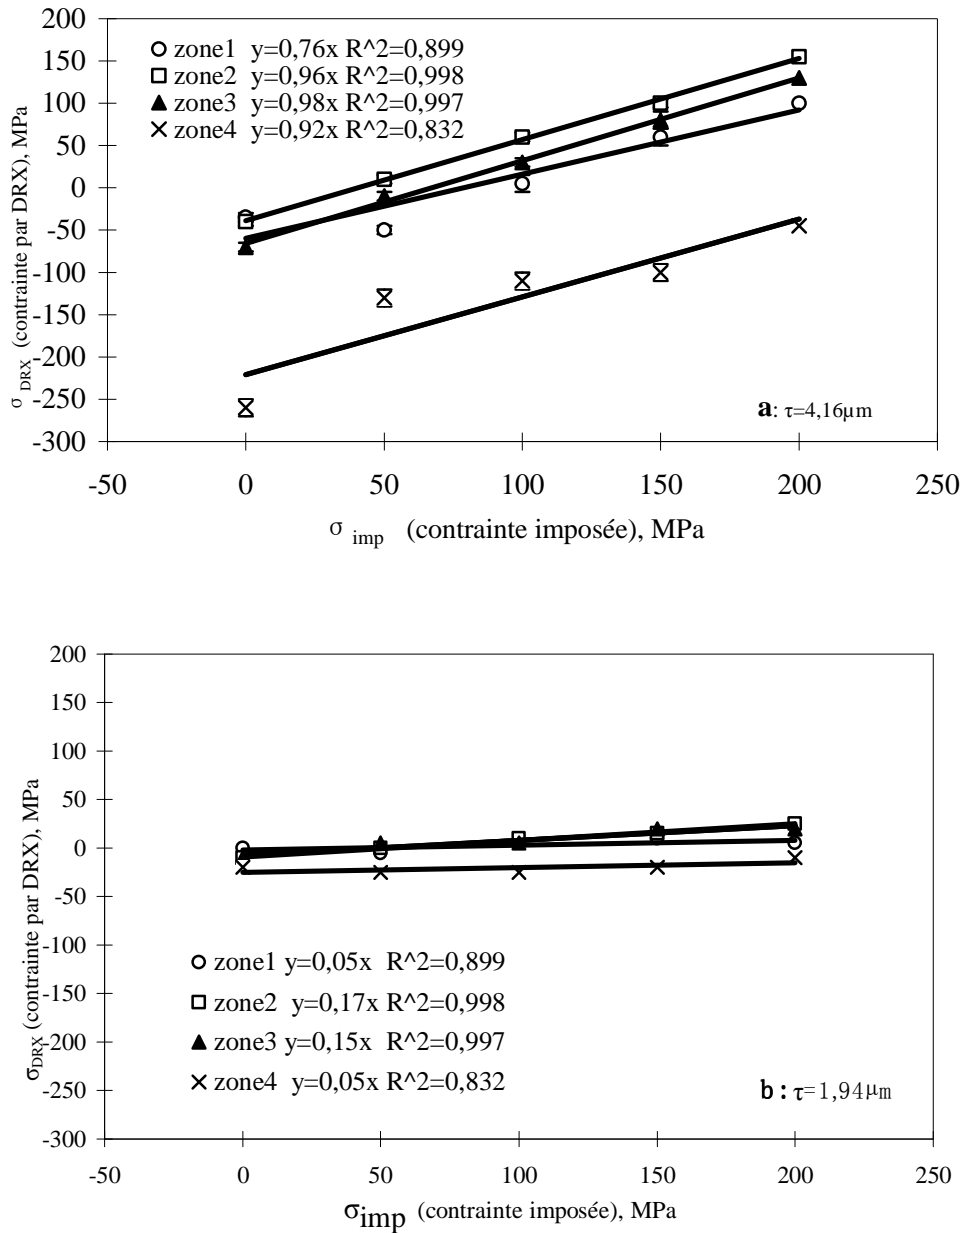 200
150
100
50
0
-50
-100
-150
-200
-250
-300
σ DRX (contrainte par DRX), MPa
zone1 y=0,76x R^2=0,899
zone2 y=0,96x R^2=0,998
zone3 y=0,98x R^2=0,997
zone4 y=0,92x R^2=0,832
a: τ=4,16μm
-50 0 50 100 150 200 250
σ imp (contrainte imposée), MPa
200
150
100
50
0
-50
-100
-150
-200
-250
-300
σDRX (contrainte par DRX), MPa
zone1 y=0,05x R^2=0,899
zone2 y=0,17x R^2=0,998
zone3 y=0,15x R^2=0,997
zone4 y=0,05x R^2=0,832
b: τ=1,94μm
-50 0 50 100 150 200 250
σimp (contrainte imposée), MPa